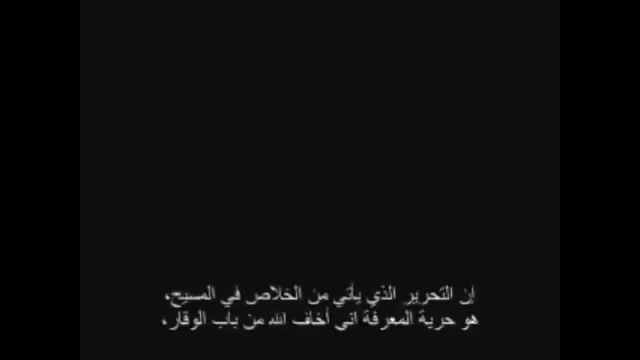 إن التحرير الذي يأتي من الخلاص في المسيح،
هو حرية المعرفة انى أخاف الله من باب الوقار،